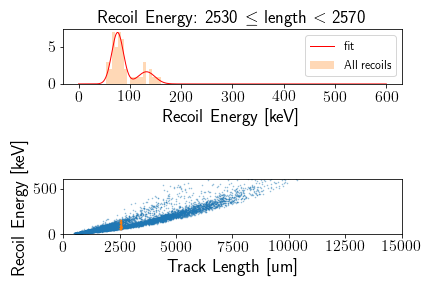 Recoil Energy: 2530 ≤ length < 2570
5
0
fit
All recoils
0 100 200 300 400 500 600
Recoil Energy [keV]
Recoil Energy [keV]
500
0
0 2500 5000 7500 10000 12500 15000
Track Length [um]